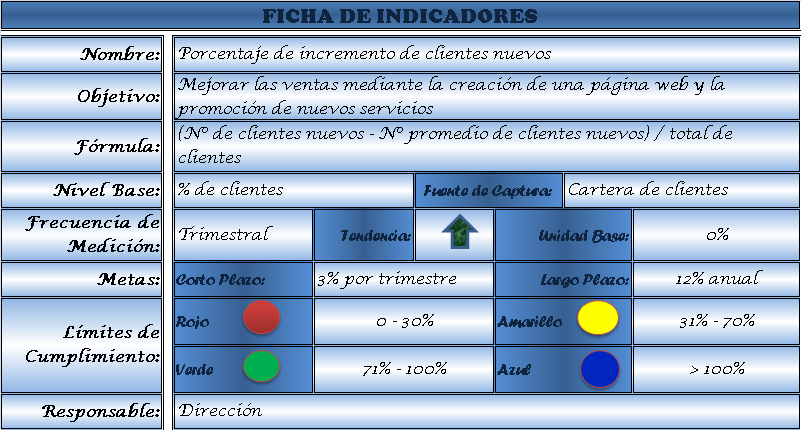 FICHA DE INDICADORES
Nombre: Porcentaje de incremento de clientes nuevos
Objetivo: Mejorar las ventas mediante la creación de una página web y la
promoción de nuevos servicios
Fórmula: (Nº de clientes nuevos - Nº promedio de clientes nuevos) / total de
clientes
Nivel Base: % de clientes Fuente de Captura: Cartera de clientes
Frecuencia de
Medición: Trimestral Tendencia: Unidad Base: 0%
Metas: Corto Plazo: 3% por trimestre Largo Plazo: 12% anual
Límites de
Cumplimiento:
Rojo 0 - 30% Amarillo 31% - 70%
Verde 71% - 100% Azul > 100%
Responsable: Dirección